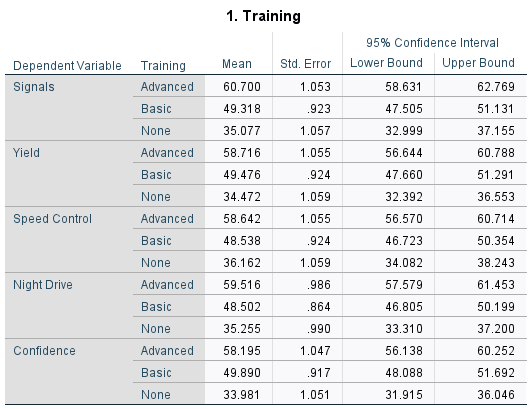 1. Training
95% Confidence Interval
Dependent Variable Training Mean Std. Error Lower Bound Upper Bound
Signals Advanced 60.700 1.053 58.631 62.769
Basic 49.318 .923 47.505 51.131
None 35.077 1.057 32.999 37.155
Yield Advanced 58.716 1.055 56.644 60.788
Basic 49.476 .924 47.660 51.291
None 34.472 1.059 32.392 36.553
Speed Control Advanced 58.642 1.055 56.570 60.714
Basic 48.538 .924 46.723 50.354
None 36.162 1.059 34.082 38.243
Night Drive Advanced 59.516 .986 57.579 61.453
Basic 48.502 .864 46.805 50.199
None 35.255 .990 33.310 37.200
Confidence Advanced 58.195 1.047 56.138 60.252
Basic 49.890 .917 48.088 51.692
None 33.981 1.051 31.915 36.046